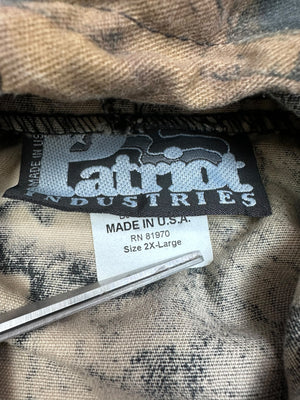 Patriot
INDUSTRIES
MADE IN U.S.A.
RN 81970
Size 2X-Large